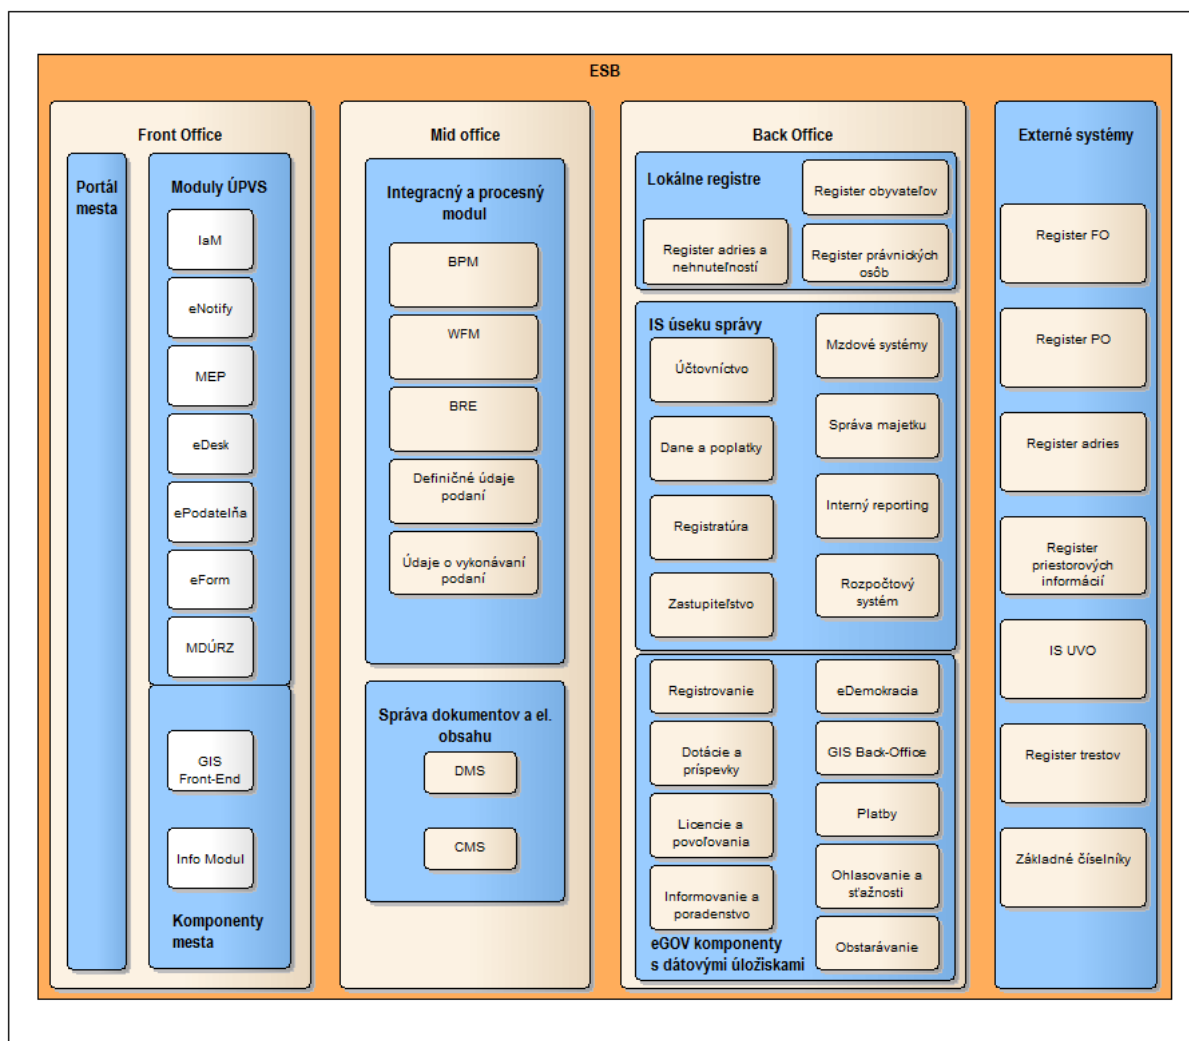 ESB
Front Office
Portál
mesta
Moduly ÚPVS
IaM
eNotify
MEP
eDesk
ePodatelňa
eForm
MDÚRZ
GIS
Front-End
Info Modul
Komponenty
mesta
Mid office
Integracný a procesný
modul
BPM
WFM
BRE
Definičné údaje
podaní
Údaje o vykonávaní
podaní
Správa dokumentov a el.
obsahu
DMS
CMS
Back Office
Lokálne registre
Register obyvateľov
Register adries a
nehnuteľností
Register právnických
osôb
IS úseku správy
Účtovníctvo
Mzdové systémy
Dane a poplatky
Správa majetku
Registratúra
Interný reporting
Zastupiteľstvo
Rozpočtový
systém
Registrovanie
eDemokracia
Dotácie a
príspevky
GIS Back-Office
Licencie a
povoľovania
Platby
Informovanie a
poradenstvo
Ohlasovanie a
sťažnosti
Obstarávanie
eGOV komponenty
s dátovými úložiskami
Externé systémy
Register FO
Register PO
Register adries
Register
priestorových
informácií
IS UVO
Register trestov
Základné číselníky